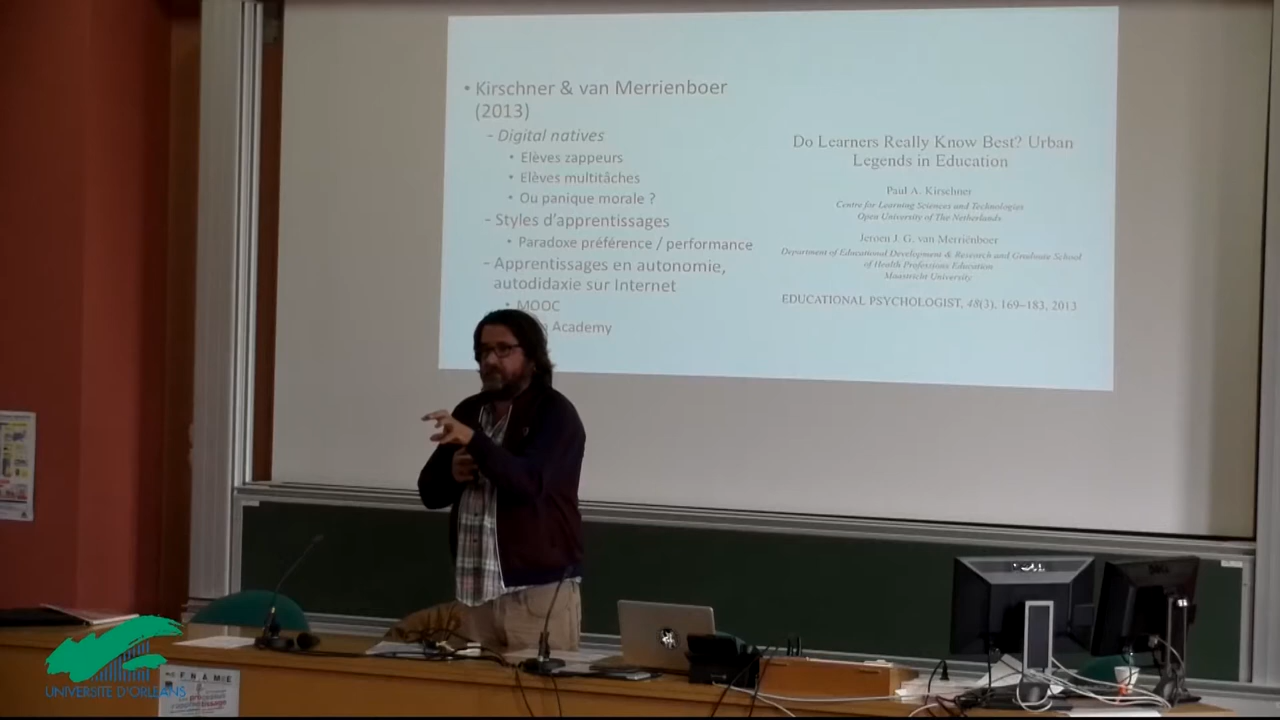 • Kirschner & van Merrienboer
(2013)
- Digital natives
• Elèves zappeurs
• Elèves multitâches
• Ou panique morale ?
- Styles d'apprentissages
• Paradoxe préférence / performance
- Apprentissages en autonomie,
autodidaxie sur Internet
• MOOC
Academy
Do Learners Really Know Best? Urban
Legends in Education
Paul A. Kirschner
Centre for Learning Sciences and Technologies
Open University of The Netherlands
Jeroen J. G. van Merriënboer
Department of Educational Development & Research and Graduate School
of Health Professions Education
Maastricht University
EDUCATIONAL PSYCHOLOGIST, 48(3), 169–183, 2013
DELL
DELL
UNIVERSITE D'ORLEANS
FNAME